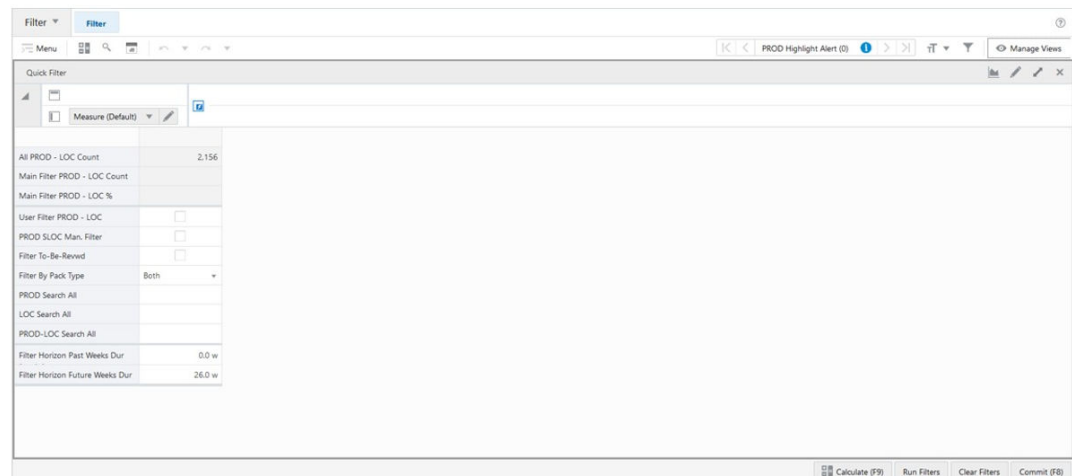 Filter Filter
Menu PROD Highlight Alert (0) Manage Views
Quick Filter
Measure (Default)
All PROD - LOC Count 2,156
Main Filter PROD - LOC Count
Main Filter PROD - LOC %
User Filter PROD - LOC
PROD SLOC Man. Filter
Filter To-Be-Revwd
Filter By Pack Type Both
PROD Search All
LOC Search All
PROD-LOC Search All
Filter Horizon Past Weeks Dur 0.0 w
Filter Horizon Future Weeks Dur 26.0 w
Calculate (F9) Run Filters Clear Filters Commit (F8)